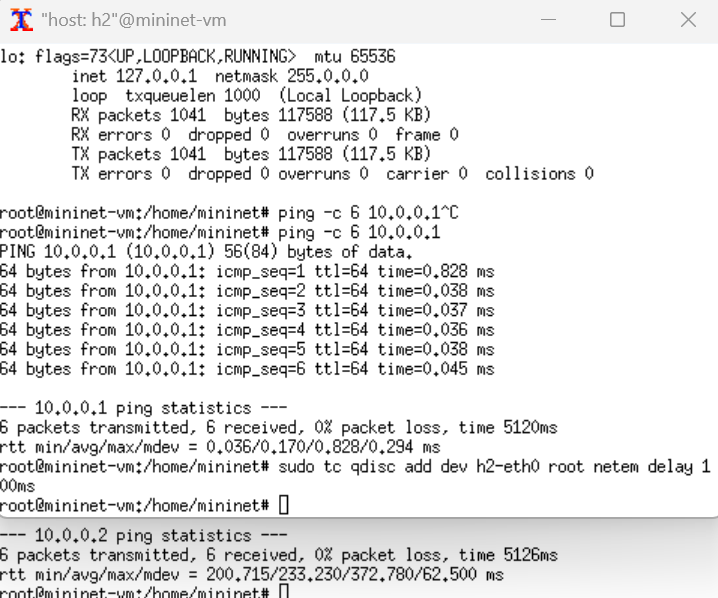 "host: h2"@mininet-vm
lo: flags=73<UP,LOOPBACK,RUNNING>  mtu 65536
        inet 127.0.0.1  netmask 255.0.0.0
        loop  txqueuelen 1000  (Local Loopback)
        RX packets 1041  bytes 117588 (117.5 KB)
        RX errors 0  dropped 0  overruns 0  frame 0
        TX packets 1041  bytes 117588 (117.5 KB)
        TX errors 0  dropped 0 overruns 0  carrier 0  collisions 0

root@mininet-vm:/home/mininet# ping -c 6 10.0.0.1^C
root@mininet-vm:/home/mininet# ping -c 6 10.0.0.1
PING 10.0.0.1 (10.0.0.1) 56(84) bytes of data.
64 bytes from 10.0.0.1: icmp_seq=1 ttl=64 time=0.828 ms
64 bytes from 10.0.0.1: icmp_seq=2 ttl=64 time=0.038 ms
64 bytes from 10.0.0.1: icmp_seq=3 ttl=64 time=0.037 ms
64 bytes from 10.0.0.1: icmp_seq=4 ttl=64 time=0.036 ms
64 bytes from 10.0.0.1: icmp_seq=5 ttl=64 time=0.038 ms
64 bytes from 10.0.0.1: icmp_seq=6 ttl=64 time=0.045 ms

--- 10.0.0.1 ping statistics ---
6 packets transmitted, 6 received, 0% packet loss, time 5120ms
rtt min/avg/max/mdev = 0.036/0.170/0.828/0.294 ms
root@mininet-vm:/home/mininet# sudo tc qdisc add dev h2-eth0 root netem delay 1
00ms
root@mininet-vm:/home/mininet#
--- 10.0.0.2 ping statistics ---
6 packets transmitted, 6 received, 0% packet loss, time 5126ms
rtt min/avg/max/mdev = 200.715/233.230/372.780/62.500 ms
root@mininet-vm:/home/mininet#